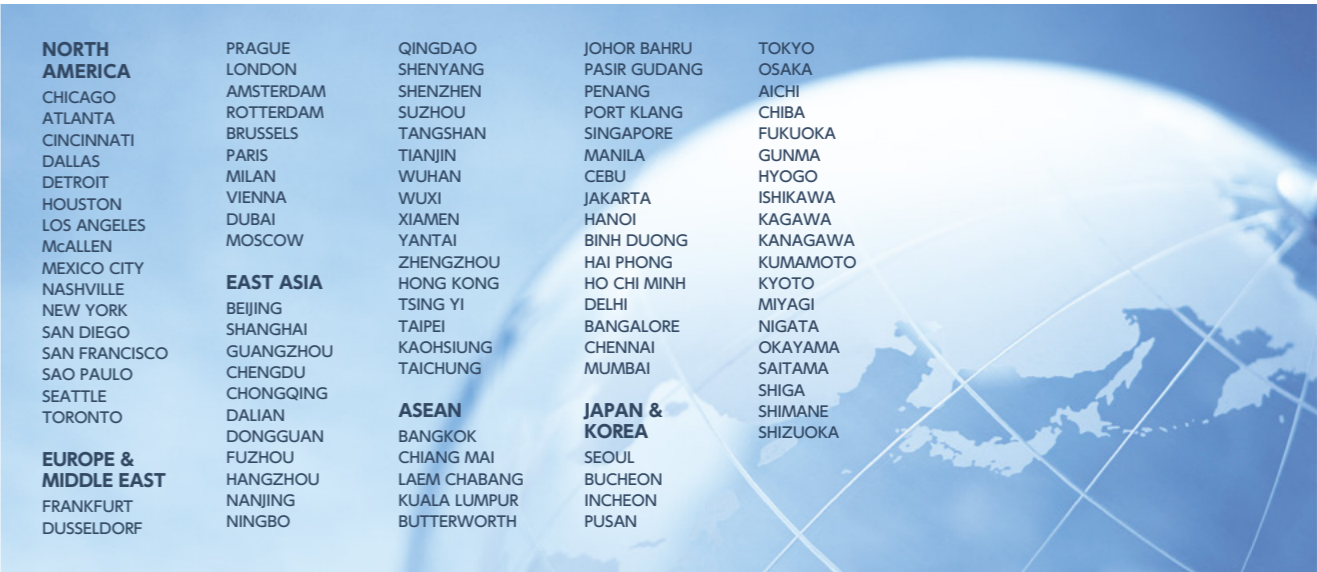 NORTH
AMERICA
CHICAGO
ATLANTA
CINCINNATI
DALLAS
DETROIT
HOUSTON
LOS ANGELES
McALLEN
MEXICO CITY
NASHVILLE
NEW YORK
SAN DIEGO
SAN FRANCISCO
SAO PAULO
SEATTLE
TORONTO
EUROPE &
MIDDLE EAST
FRANKFURT
DUSSELDORF
PRAGUE
LONDON
AMSTERDAM
ROTTERDAM
BRUSSELS
PARIS
MILAN
VIENNA
DUBAI
MOSCOW
EAST ASIA
BEIJING
SHANGHAI
GUANGZHOU
CHENGDU
CHONGQING
DALIAN
DONGGUAN
FUZHOU
HANGZHOU
NANJING
NINGBO
QINGDAO
SHENYANG
SHENZHEN
SUZHOU
TANGSHAN
TIANJIN
WUHAN
WUXI
XIAMEN
YANTAI
ZHENGZHOU
HONG KONG
TSING YI
TAIPEI
KAOHSIUNG
TAICHUNG
ASEAN
BANGKOK
CHIANG MAI
LAEM CHABANG
KUALA LUMPUR
BUTTERWORTH
JOHOR BAHRU
PASIR GUDANG
PENANG
PORT KLANG
SINGAPORE
MANILA
CEBU
JAKARTA
HANOI
BINH DUONG
HAI PHONG
HO CHI MINH
DELHI
BANGALORE
CHENNAI
MUMBAI
JAPAN &
KOREA
SEOUL
BUCHEON
INCHEON
PUSAN
TOKYO
OSAKA
AICHI
CHIBA
FUKUOKA
GUNMA
HYOGO
ISHIKAWA
KAGAWA
KANAGAWA
KUMAMOTO
KYOTO
MIYAGI
NIGATA
OKAYAMA
SAITAMA
SHIGA
SHIMANE
SHIZUOKA